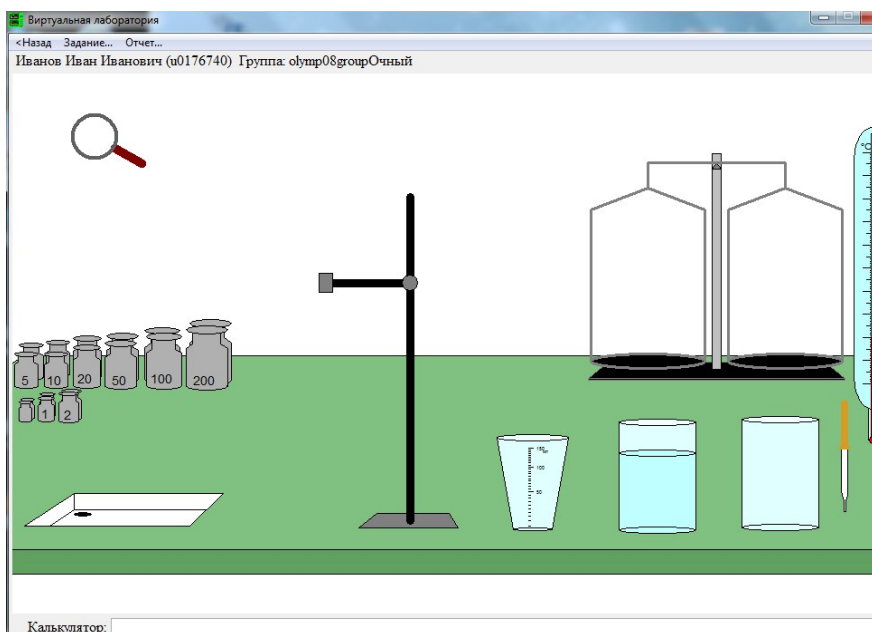 Виртуальная лаборатория
<Назад Задание... Отчет...
Иванов Иван Иванович (u0176740) Группа: olymp08groupОчный
°C
5 10 20 50 100 200
1 2
150
100
50
Калькулятор: